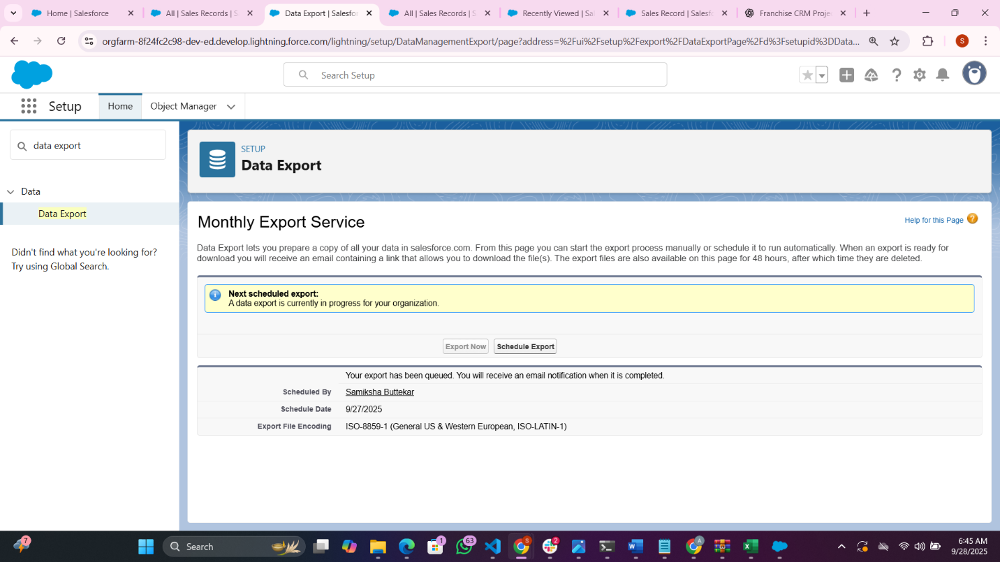 Home | Salesforce
All | Sales Records | S
Data Export | Salesfor
All | Sales Records | S
Recently Viewed | Sal
Sales Record | Salesfo
Franchise CRM Projec
orgfarm-8f24fc2c98-dev-ed.develop.lightning.force.com/lightning/setup/DataManagementExport/page?address=%2Fui%2Fsetup%2Fexport%2FDataExportPage%2Fd%3Fsetupid%3DData...
S
Search Setup
Setup
Home
Object Manager
data export
Data
Data Export
Didn't find what you're looking for?
Try using Global Search.
SETUP
Data Export
Monthly Export Service
Help for this Page
Data Export lets you prepare a copy of all your data in salesforce.com. From this page you can start the export process manually or schedule it to run automatically. When an export is ready for
download you will receive an email containing a link that allows you to download the file(s). The export files are also available on this page for 48 hours, after which time they are deleted.
Next scheduled export:
A data export is currently in progress for your organization.
Export Now
Schedule Export
Your export has been queued. You will receive an email notification when it is completed.
Scheduled By Samiksha Buttekar
Schedule Date 9/27/2025
Export File Encoding ISO-8859-1 (General US & Western European, ISO-LATIN-1)
7
Search
1
63
S
2
A
6:45 AM
9/28/2025